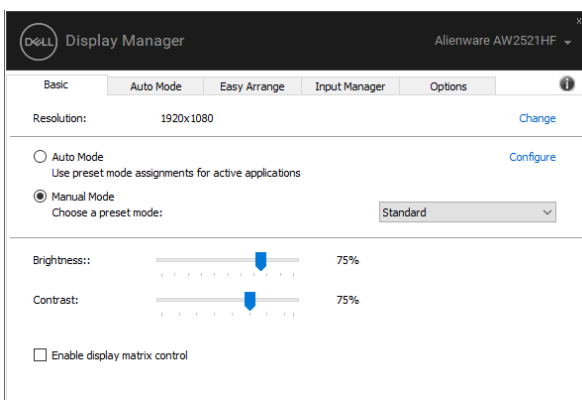 DELL Display Manager Alienware AW2521HF
x
Basic Auto Mode Easy Arrange Input Manager Options i
Resolution: 1920x1080 Change
Auto Mode Configure
Use preset mode assignments for active applications
Manual Mode
Choose a preset mode: Standard
Brightness:: 75%
Contrast: 75%
Enable display matrix control